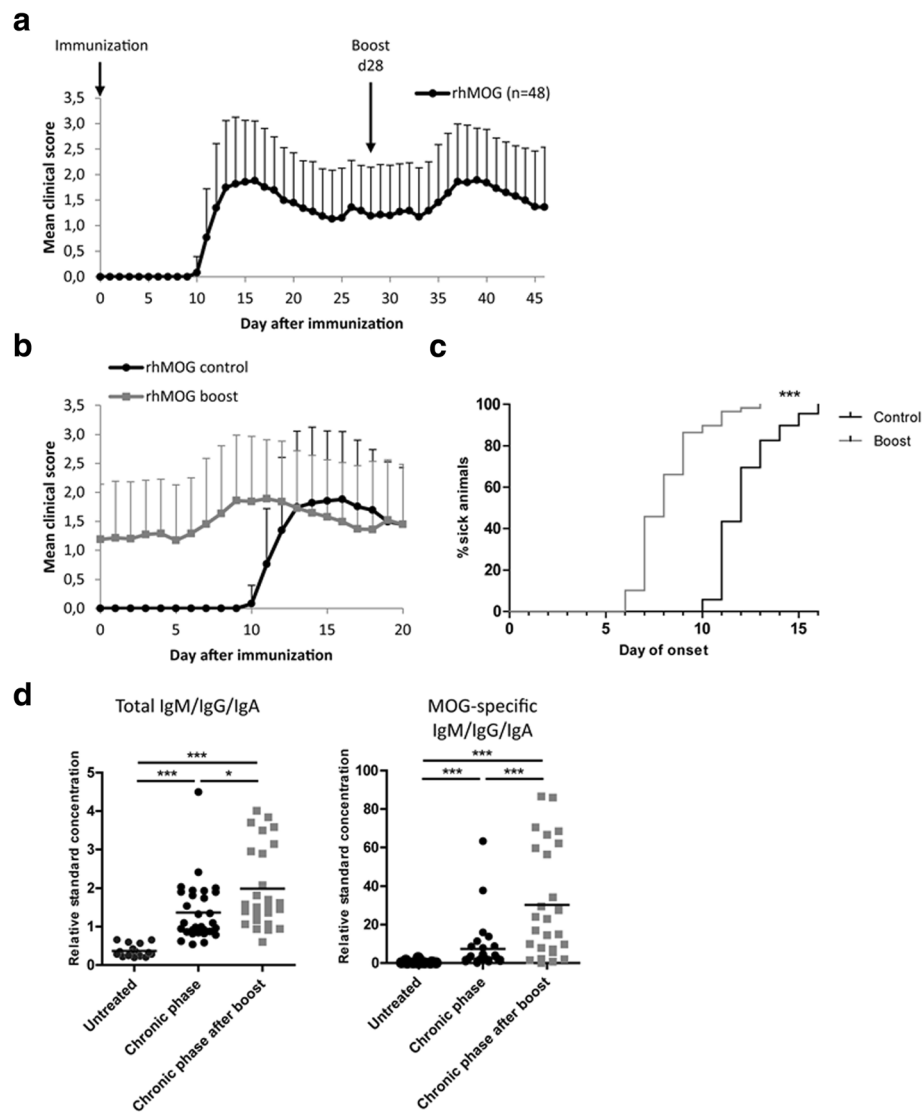 a
Immunization
Boost
d28
rhMOG (n=48)
Mean clinical score
3,5
3,0
2,5
2,0
1,5
1,0
0,5
0,0
0 5 10 15 20 25 30 35 40 45
Day after immunization
b
rhMOG control
rhMOG boost
Mean clinical score
3,5
3,0
2,5
2,0
1,5
1,0
0,5
0,0
0 5 10 15 20
Day after immunization
c
***
Control
Boost
% sick animals
100
80
60
40
20
0
0 5 10 15
Day of onset
d
Total IgM/IgG/IgA
***
*** *
Relative standard concentration
5
4
3
2
1
0
Untreated
Chronic phase
Chronic phase after boost
MOG-specific
IgM/IgG/IgA
***
*** ***
Relative standard concentration
100
80
60
40
20
0
Untreated
Chronic phase
Chronic phase after boost